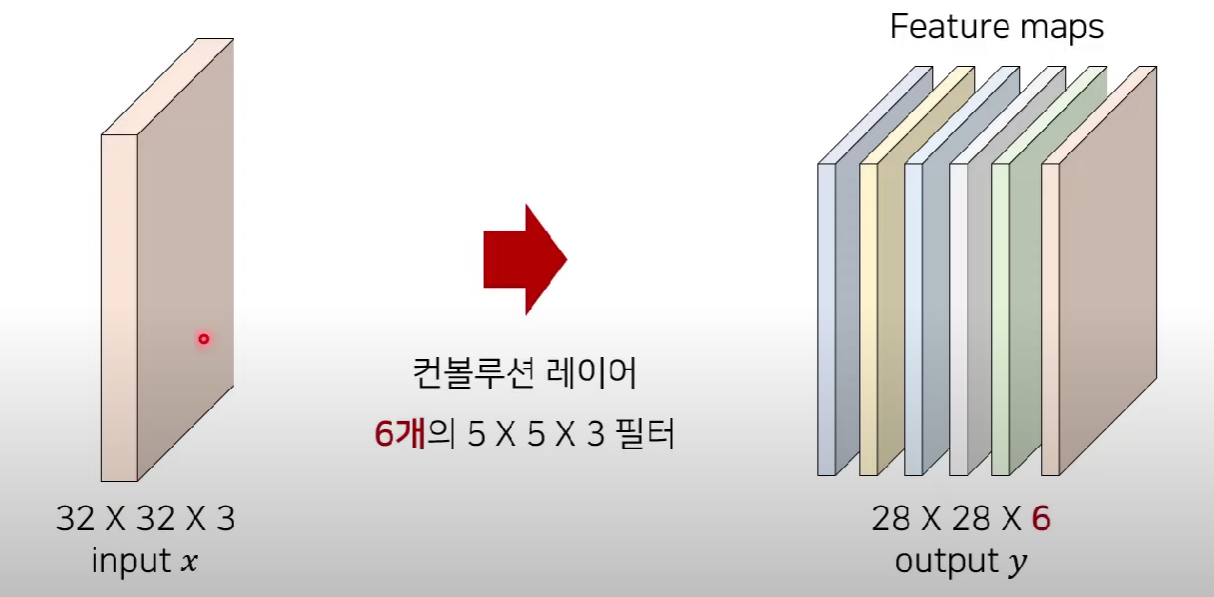 Feature maps
컨볼루션 레이어
6개의 5 X 5 X 3 필터
32 X 32 X 3
input x
28 X 28 X 6
output y